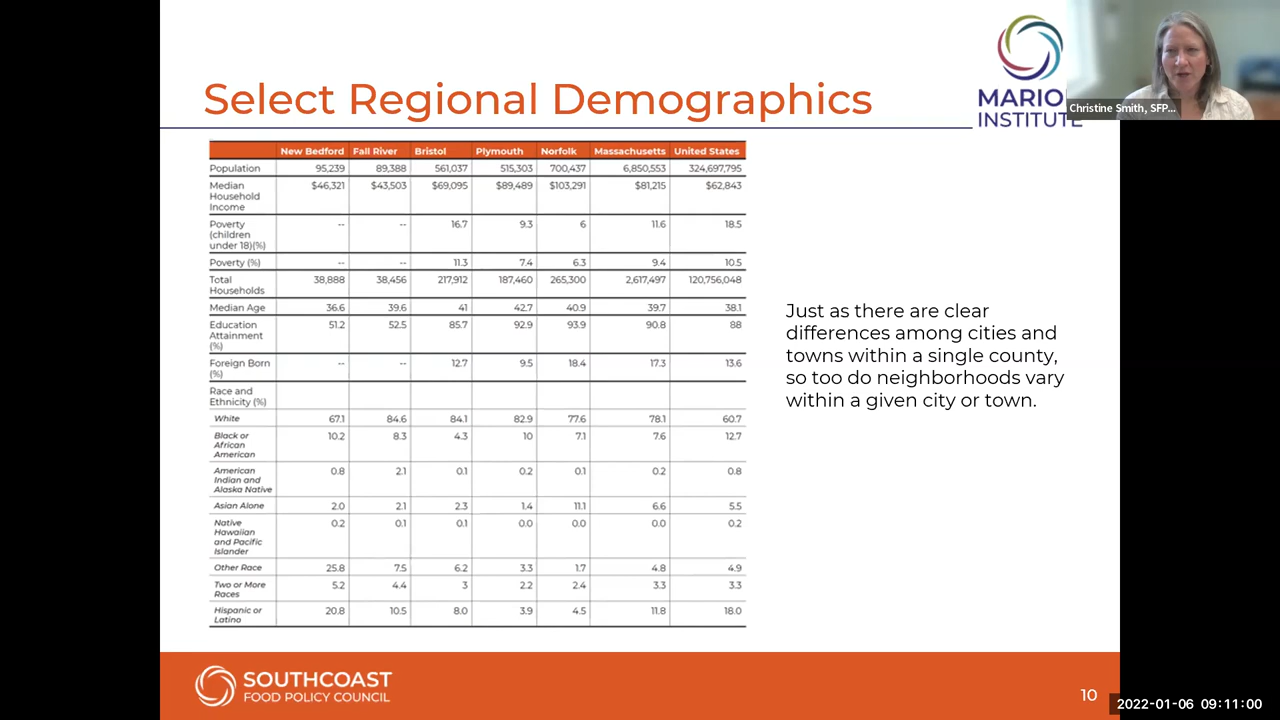 Select Regional Demographics
MARIO
INSTITUTE
Christine Smith, SFP...
New Bedford Fall River Bristol Plymouth Norfolk Massachusetts United States
Population 95,239 89,388 561,037 515,303 700,437 6,850,553 324,697,795
Median Household Income $46,321 $43,503 $69,095 $89,489 $103,291 $81,215 $62,843
Poverty (children under 18)(%) -- -- 16.7 9.3 6 11.6 18.5
Poverty (%) -- -- 11.3 7.4 6.3 9.4 10.5
Total Households 38,888 38,456 217,912 187,460 265,300 2,617,497 120,756,048
Median Age 36.6 39.6 41 42.7 40.9 39.7 38.1
Education Attainment (%) 51.2 52.5 85.7 92.9 93.9 90.8 88
Foreign Born (%) -- -- 12.7 9.5 18.4 17.3 13.6
Race and Ethnicity (%)
White 67.1 84.6 84.1 82.9 77.6 78.1 60.7
Black or African American 10.2 8.3 4.3 10 7.1 7.6 12.7
American Indian and Alaska Native 0.8 2.1 0.1 0.2 0.1 0.2 0.8
Asian Alone 2.0 2.1 2.3 1.4 11.1 6.6 5.5
Native Hawaiian and Pacific Islander 0.2 0.1 0.1 0.0 0.0 0.0 0.2
Other Race 25.8 7.5 6.2 3.3 1.7 4.8 4.9
Two or More Races 5.2 4.4 3 2.2 2.4 3.3 3.3
Hispanic or Latino 20.8 10.5 8.0 3.9 4.5 11.8 18.0
Just as there are clear
differences among cities and
towns within a single county,
so too do neighborhoods vary
within a given city or town.
SOUTHCOAST
FOOD POLICY COUNCIL
10
2022-01-06 09:11:00